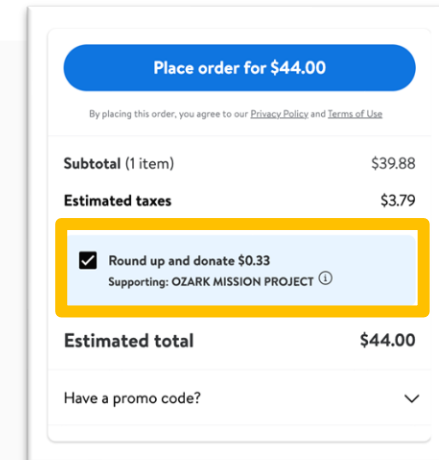 Place order for $44.00
By placing this order, you agree to our Privacy Policy and Terms of Use
Subtotal (1 item) $39.88
Estimated taxes $3.79
Round up and donate $0.33
Supporting: OZARK MISSION PROJECT
Estimated total $44.00
Have a promo code?